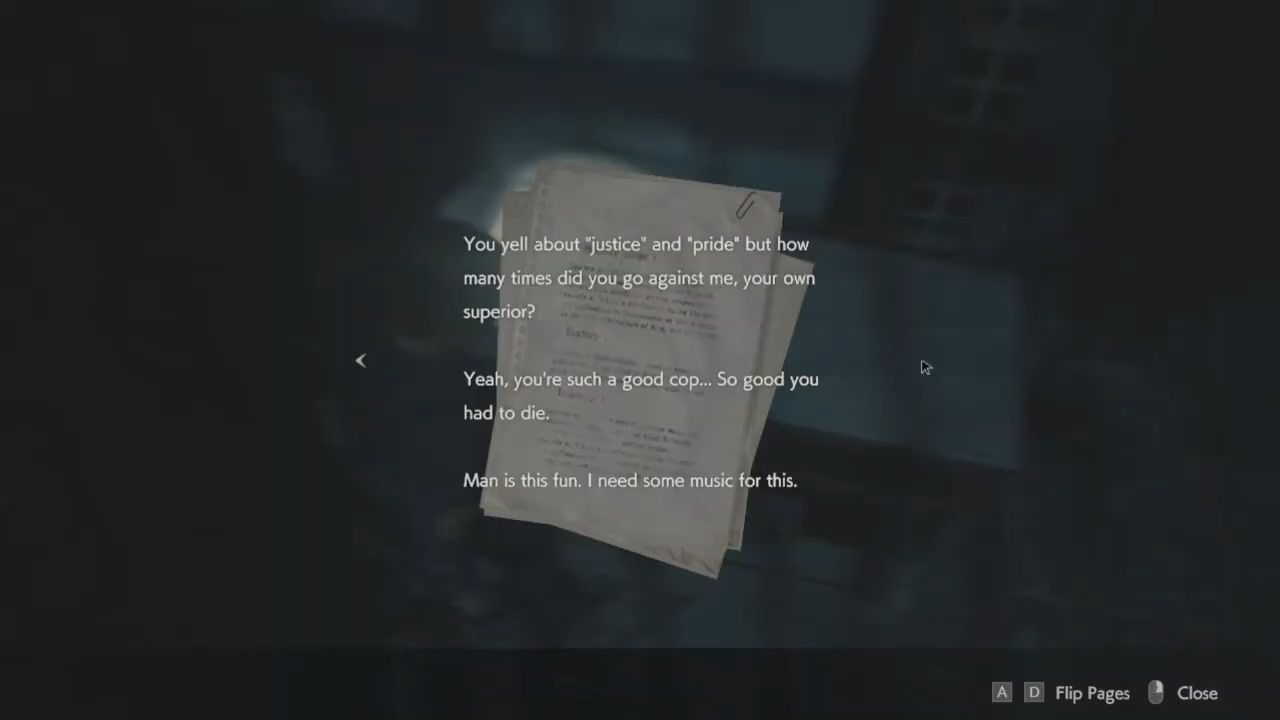 You yell about "justice" and "pride" but how
many times did you go against me, your own
superior?
Yeah, you're such a good cop... So good you
had to die.
Man is this fun. I need some music for this.
A D Flip Pages Close